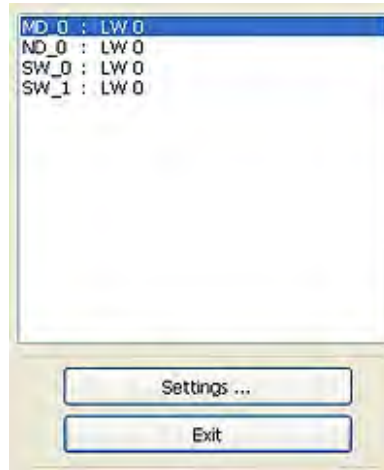 MD_0 : LW 0
ND_0 : LW 0
SW_0 : LW 0
SW_1 : LW 0
Settings ...
Exit